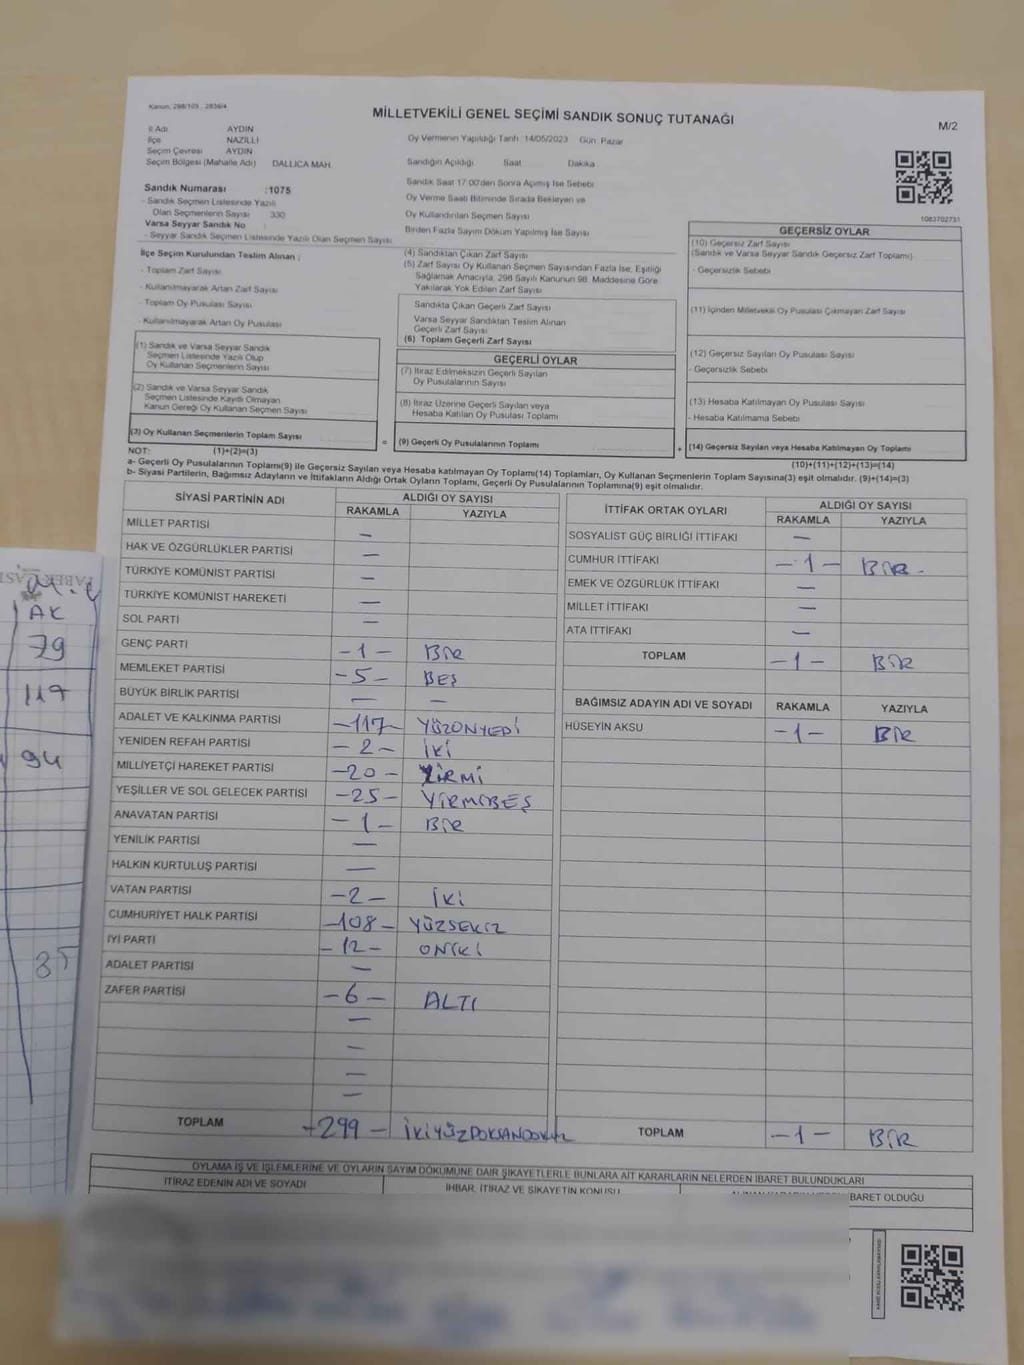 Kanun: 298/105 , 2839/4
MİLLETVEKİLİ GENEL SEÇİMİ SANDIK SONUÇ TUTANAĞI
M/2
İl Adı AYDIN
İlçe NAZİLLİ
Seçim Çevresi AYDIN
Seçim Bölgesi (Mahalle Adı) DALLICA MAH.
Oy Vermenin Yapıldığı Tarih 14/05/2023 Gün Pazar
Sandığın Açıldığı Saat Dakika
Sandık Saat 17:00'den Sonra Açılmış İse Sebebi
Oy Verme Saati Bitiminde Sırada Bekleyen ve
Oy Kullandırılan Seçmen Sayısı
Birden Fazla Sayım Döküm Yapılmış İse Sayısı
Sandık Numarası :1075
- Sandık Seçmen Listesinde Yazılı
Olan Seçmenlerin Sayısı 330
Varsa Seyyar Sandık No
- Seyyar Sandık Seçmen Listesinde Yazılı Olan Seçmen Sayısı
1083702731
İlçe Seçim Kurulundan Teslim Alınan ;
- Toplam Zarf Sayısı
- Kullanılmayarak Artan Zarf Sayısı
- Toplam Oy Pusulası Sayısı
- Kullanılmayarak Artan Oy Pusulası
(1) Sandık ve Varsa Seyyar Sandık
Seçmen Listesinde Yazılı Olup
Oy Kullanan Seçmenlerin Sayısı
(2) Sandık ve Varsa Seyyar Sandık
Seçmen Listesinde Kayıtlı Olmayan
Kanun Gereği Oy Kullanan Seçmen Sayısı
(3) Oy Kullanan Seçmenlerin Toplam Sayısı
(4) Sandıktan Çıkan Zarf Sayısı
(5) Zarf Sayısı Oy Kullanan Seçmen Sayısından Fazla İse, Eşitliği
Sağlamak Amacıyla, 298 Sayılı Kanunun 98. Maddesine Göre
Yakılarak Yok Edilen Zarf Sayısı
Sandıkta Çıkan Geçerli Zarf Sayısı
Varsa Seyyar Sandıktan Teslim Alınan
Geçerli Zarf Sayısı
(6) Toplam Geçerli Zarf Sayısı
GEÇERLİ OYLAR
(7) İtiraz Edilmeksizin Geçerli Sayılan
Oy Pusulalarının Sayısı
(8) İtiraz Üzerine Geçerli Sayılan veya
Hesaba Katılan Oy Pusulası Toplamı
= (9) Geçerli Oy Pusulalarının Toplamı +
GEÇERSİZ OYLAR
(10) Geçersiz Zarf Sayısı
(Sandık ve Varsa Seyyar Sandık Geçersiz Zarf Toplamı)
- Geçersizlik Sebebi
(11) İçinden Milletvekili Oy Pusulası Çıkmayan Zarf Sayısı
(12) Geçersiz Sayılan Oy Pusulası Sayısı
- Geçersizlik Sebebi
(13) Hesaba Katılmayan Oy Pusulası Sayısı
- Hesaba Katılmama Sebebi
(14) Geçersiz Sayılan veya Hesaba Katılmayan Oy Toplamı
NOT: (1)+(2)=(3)
(10)+(11)+(12)+(13)=(14)
a- Geçerli Oy Pusulalarının Toplamı(9) ile Geçersiz Sayılan veya Hesaba katılmayan Oy Toplam(14) Toplamları, Oy Kullanan Seçmenlerin Toplam Sayısına(3) eşit olmalıdır. (9)+(14)=(3)
b- Siyasi Partilerin, Bağımsız Adayların ve İttifakların Aldığı Ortak Oyların Toplamı, Geçerli Oy Pusulalarının Toplamına(9) eşit olmalıdır.
SİYASİ PARTİNİN ADI ALDIĞI OY SAYISI
RAKAMLA YAZIYLA
MİLLET PARTİSİ —
HAK VE ÖZGÜRLÜKLER PARTİSİ —
TÜRKİYE KOMÜNİST PARTİSİ —
TÜRKİYE KOMÜNİST HAREKETİ —
SOL PARTİ —
GENÇ PARTİ -1- BİR
MEMLEKET PARTİSİ -5- BEŞ
BÜYÜK BİRLİK PARTİSİ — —
ADALET VE KALKINMA PARTİSİ -117- YÜZONYEDİ
YENİDEN REFAH PARTİSİ -2- İKİ
MİLLİYETÇİ HAREKET PARTİSİ -20- YİRMİ
YEŞİLLER VE SOL GELECEK PARTİSİ -25- YİRMİBEŞ
ANAVATAN PARTİSİ -1- BİR
YENİLİK PARTİSİ —
HALKIN KURTULUŞ PARTİSİ —
VATAN PARTİSİ -2- İKİ
CUMHURİYET HALK PARTİSİ -108- YÜZSEKİZ
İYİ PARTİ -12- ONİKİ
ADALET PARTİSİ —
ZAFER PARTİSİ -6- ALTI
—
—
—
—
TOPLAM -299- İKİYÜZDOKSANDOKUZ
İTTİFAK ORTAK OYLARI ALDIĞI OY SAYISI
RAKAMLA YAZIYLA
SOSYALİST GÜÇ BİRLİĞİ İTTİFAKI —
CUMHUR İTTİFAKI -1- BİR
EMEK VE ÖZGÜRLÜK İTTİFAKI —
MİLLET İTTİFAKI —
ATA İTTİFAKI —
TOPLAM -1- BİR
BAĞIMSIZ ADAYIN ADI VE SOYADI RAKAMLA YAZIYLA
HÜSEYİN AKSU -1- BİR
TOPLAM -1- BİR
OYLAMA İŞ VE İŞLEMLERİNE VE OYLARIN SAYIM DÖKÜMÜNE DAİR ŞİKAYETLERLE BUNLARA AİT KARARLARIN NELERDEN İBARET BULUNDUKLARI
İTİRAZ EDENİN ADI VE SOYADI
İHBAR, İTİRAZ VE ŞİKAYETİN KONUSU
İBARET OLDUĞU
AK
79
117
94
35